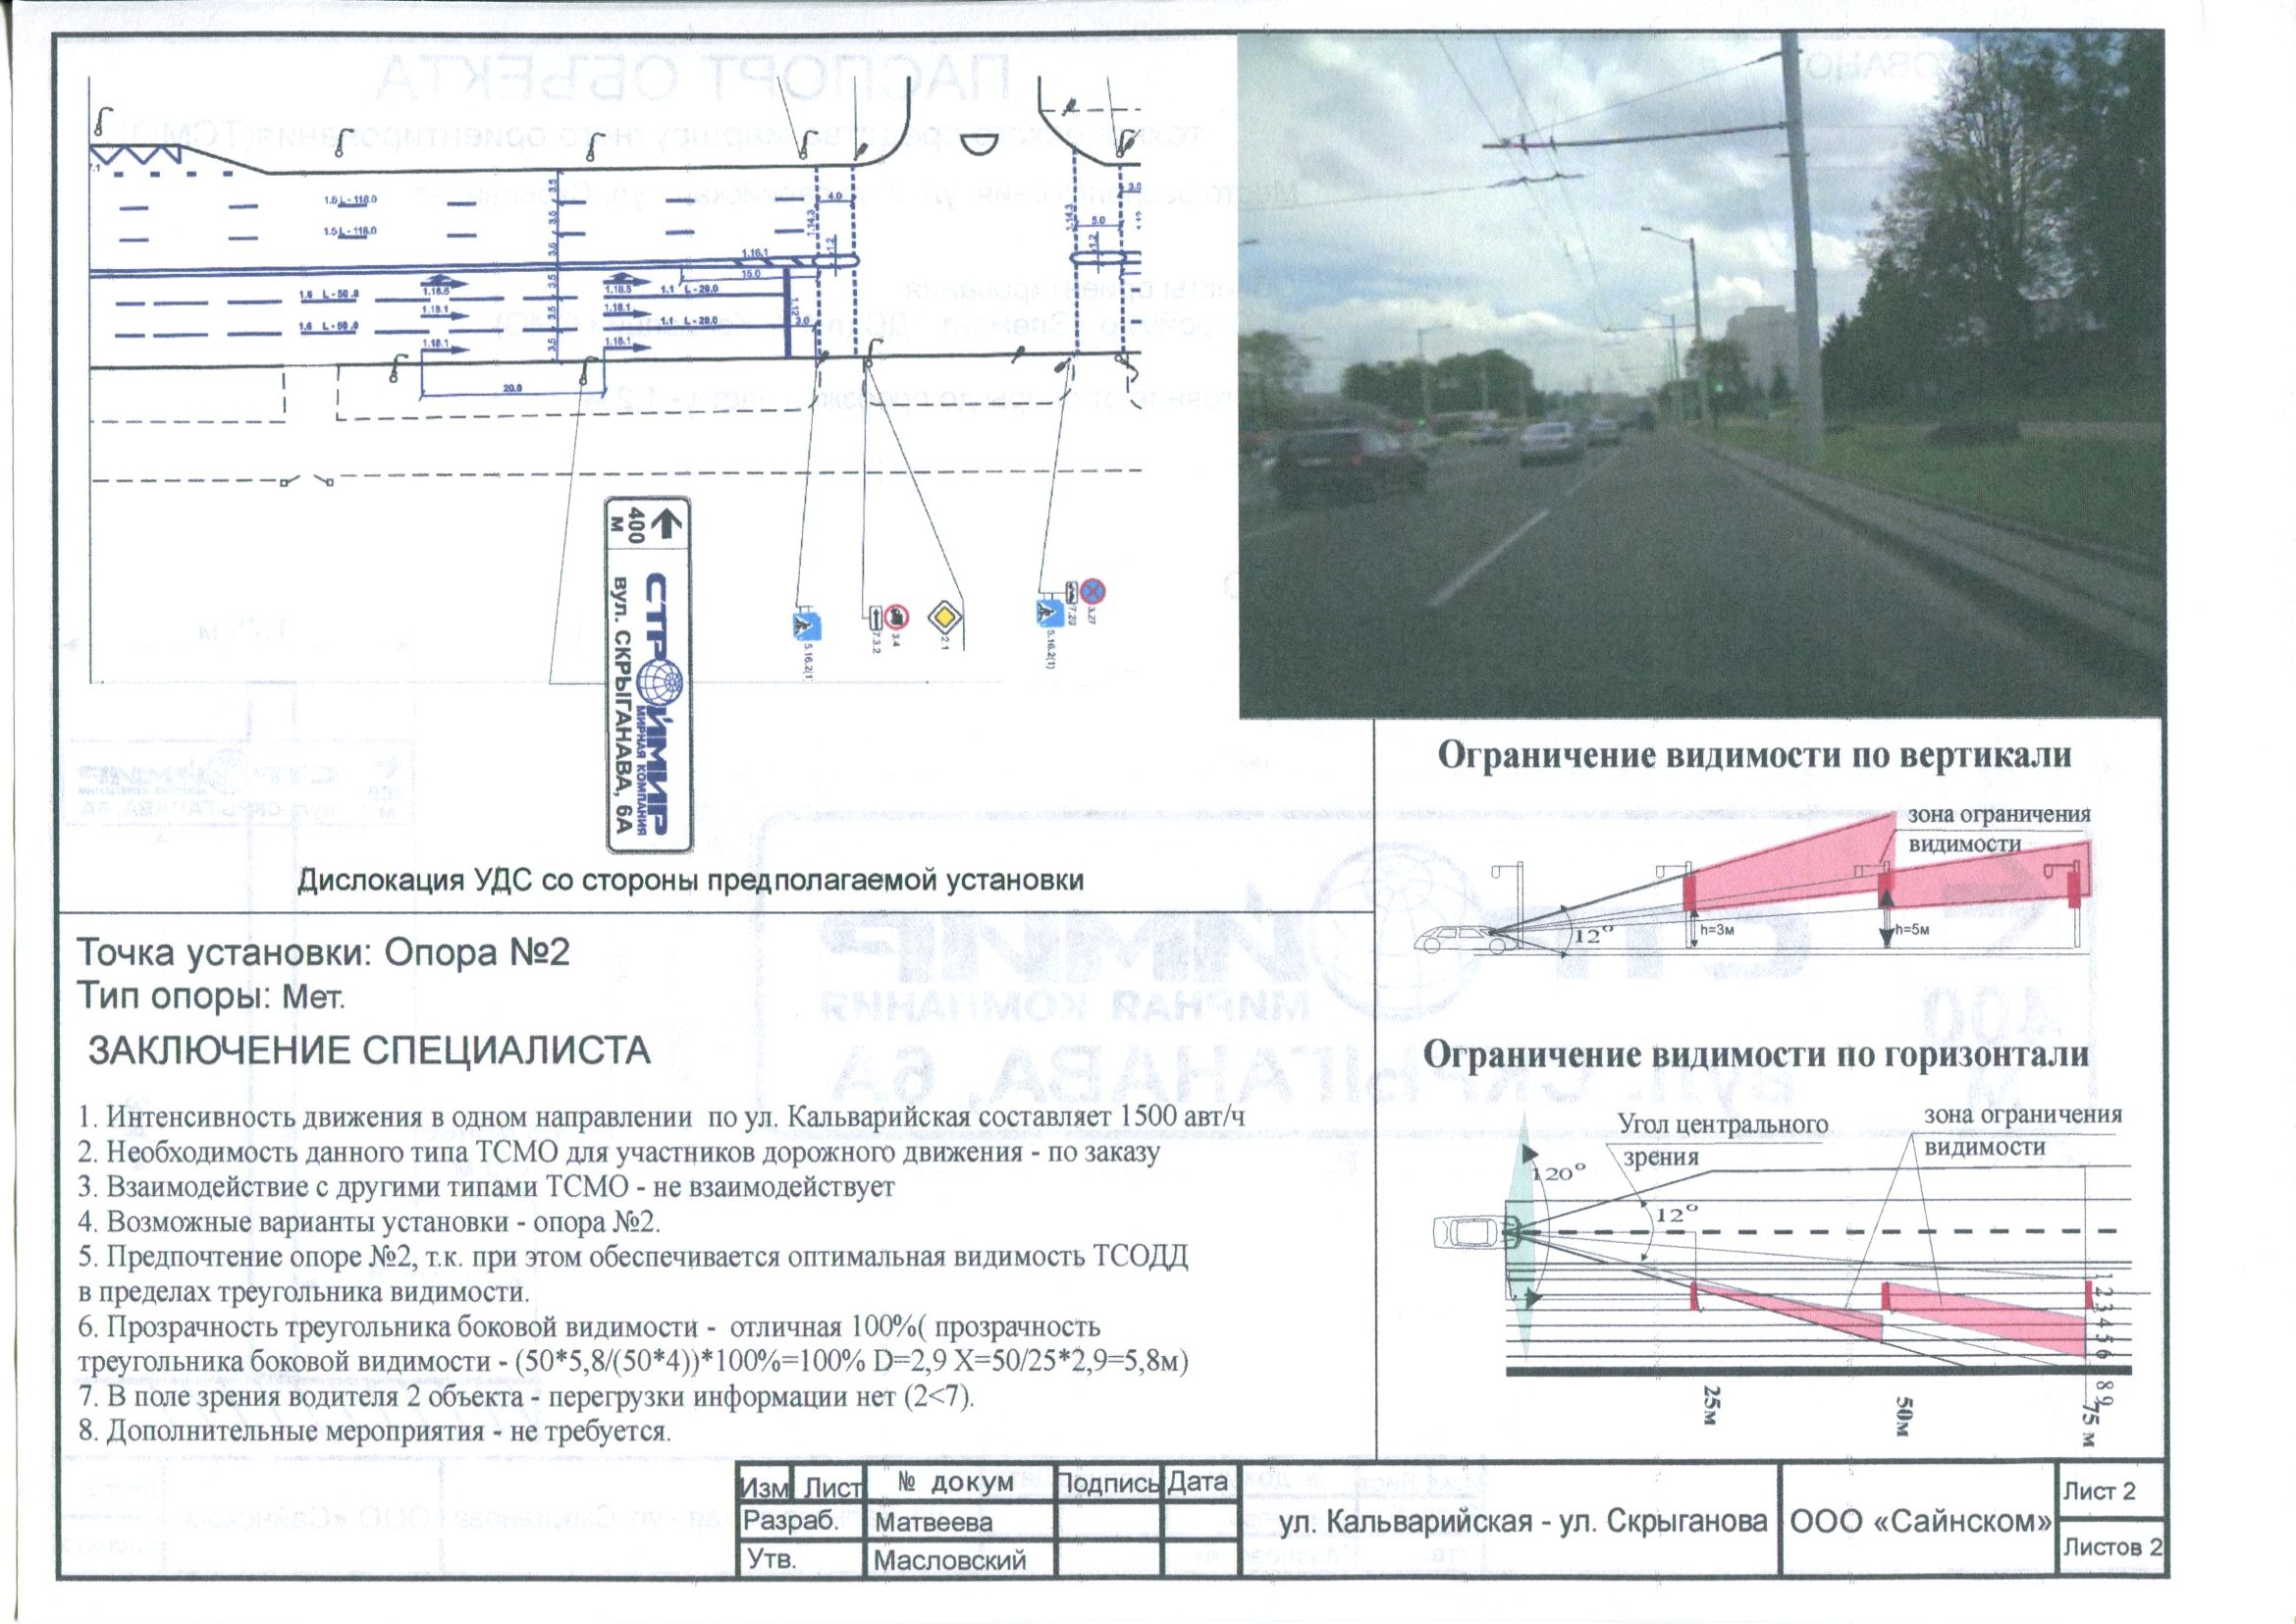 7.1
1.5 L - 118.0
1.5 L - 118.0
3.5
3.5
3.5
3.5
3.5
3.5
1.14.3
4.0
1.2
1.16.1
15.0
1.14.3
5.0
1.2
3.0
1.6 L - 50.0
1.6 L - 50.0
1.18.5
1.18.1
1.18.1
1.18.5
1.18.1
1.18.1
1.1 L - 20.0
1.1 L - 20.0
1.12
3.0
20.0
400
м
СТРОЙМИР
МИРНАЯ КОМПАНИЯ
вул. СКРЫГАНАВА, 6А
5.16.2(1)
7.3.2
3.4
2.1
5.16.2(1)
7.20
3.27
Дислокация УДС со стороны предполагаемой установки
Точка установки: Опора №2
Тип опоры: Мет.
ЗАКЛЮЧЕНИЕ СПЕЦИАЛИСТА
1. Интенсивность движения в одном направлении по ул. Кальварийская составляет 1500 авт/ч
2. Необходимость данного типа ТСМО для участников дорожного движения - по заказу
3. Взаимодействие с другими типами ТСМО - не взаимодействует
4. Возможные варианты установки - опора №2.
5. Предпочтение опоре №2, т.к. при этом обеспечивается оптимальная видимость ТСОДД
в пределах треугольника видимости.
6. Прозрачность треугольника боковой видимости - отличная 100%( прозрачность
треугольника боковой видимости - (50*5,8/(50*4))*100%=100% D=2,9 X=50/25*2,9=5,8м)
7. В поле зрения водителя 2 объекта - перегрузки информации нет (2<7).
8. Дополнительные мероприятия - не требуется.
Ограничение видимости по вертикали
зона ограничения
видимости
12°
h=3м
h=5м
Ограничение видимости по горизонтали
Угол центрального
зрения
зона ограничения
видимости
120°
12°
1 2 3 4 5 6 8 9
25м
50м
75 м
Изм Лист № докум Подпись Дата
Разраб. Матвеева
Утв. Масловский
ул. Кальварийская - ул. Скрыганова
ООО «Сайнском»
Лист 2
Листов 2